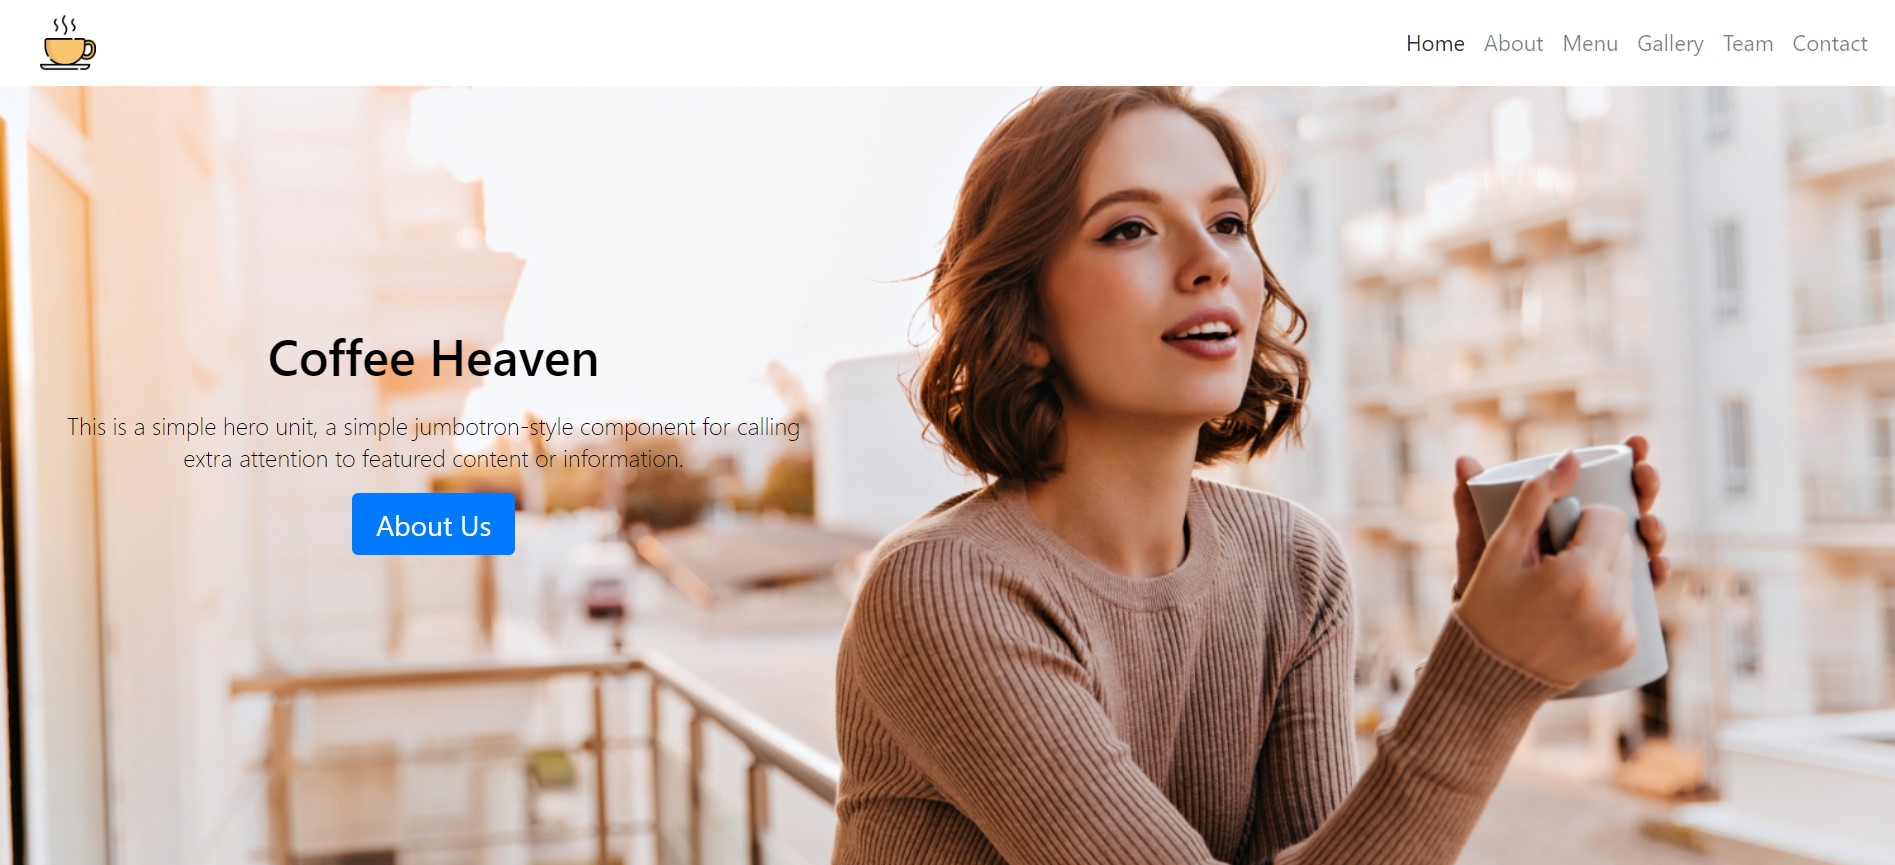 Home About Menu Gallery Team Contact
Coffee Heaven
This is a simple hero unit, a simple jumbotron-style component for calling
extra attention to featured content or information.
About Us